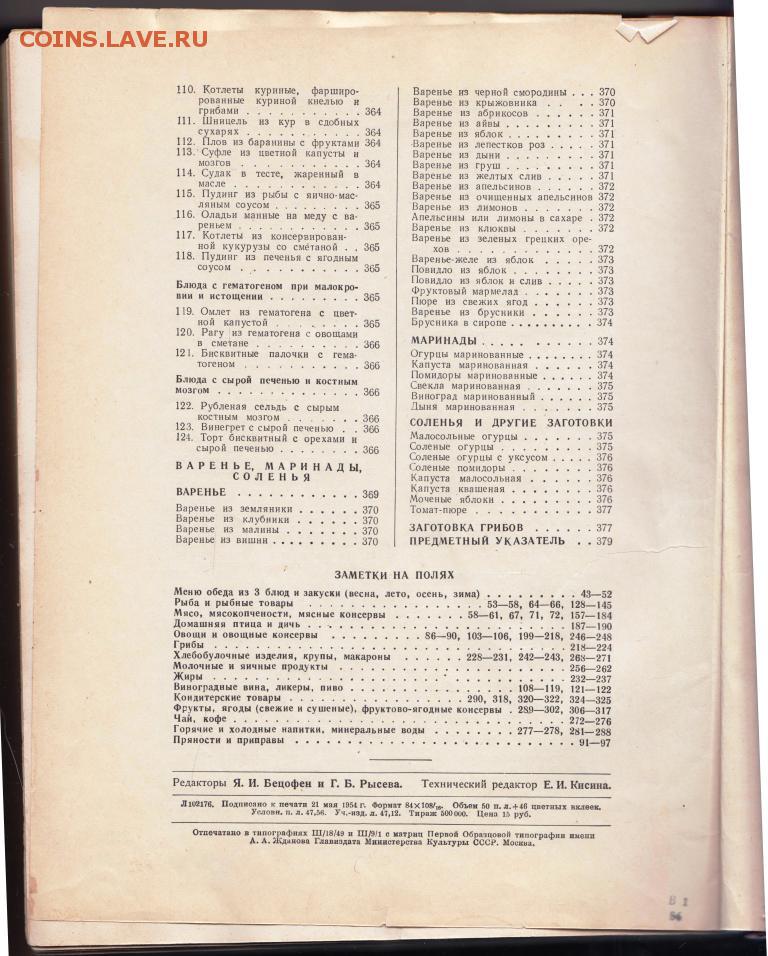 COINS.LAVE.RU
110. Котлеты куриные, фарширо-
рованные куриной кнелью и
грибами . . . . . . . . . . . 364
111. Шницель из кур в сдобных
сухарях . . . . . . . . . . . 364
112. Плов из баранины с фруктами 364
113. Суфле из цветной капусты и
мозгов . . . . . . . . . . . 364
114. Судак в тесте, жаренный в
масле . . . . . . . . . . . 364
115. Пудинг из рыбы с яично-мас-
ляным соусом . . . . . . . . 365
116. Оладьи манные на меду с ва-
реньем . . . . . . . . . . . 365
117. Котлеты из консервирован-
ной кукурузы со сметаной . . 365
118. Пудинг из печенья с ягодным
соусом . . . . . . . . . . . 365
Блюда с гематогеном при малокро-
вии и истощении . . . . . . . . . 365
119. Омлет из гематогена с цвет-
ной капустой . . . . . . . . 365
120. Рагу из гематогена с овощами
в сметане . . . . . . . . . . 366
121. Бисквитные палочки с гема-
тогеном . . . . . . . . . . . 366
Блюда с сырой печенью и костным
мозгом . . . . . . . . . . . . . . 366
122. Рубленая сельдь с сырым
костным мозгом . . . . . . . 366
123. Винегрет с сырой печенью . . 366
124. Торт бисквитный с орехами и
сырой печенью . . . . . . . . 366
ВАРЕНЬЕ, МАРИНАДЫ,
СОЛЕНЬЯ
ВАРЕНЬЕ . . . . . . . . . . . . 369
Варенье из земляники . . . . . . 370
Варенье из клубники . . . . . . 370
Варенье из малины . . . . . . . 370
Варенье из вишни . . . . . . . . . 370
Варенье из черной смородины . . . 370
Варенье из крыжовника . . . . 370
Варенье из абрикосов . . . . . . 371
Варенье из айвы . . . . . . . . . 371
Варенье из яблок . . . . . . . . . 371
Варенье из лепестков роз . . . . . 371
Варенье из дыни . . . . . . . . . 371
Варенье из груш . . . . . . . . . 371
Варенье из желтых слив . . . . . 371
Варенье из апельсинов . . . . . . 372
Варенье из очищенных апельсинов 372
Варенье из лимонов . . . . . . . 372
Апельсины или лимоны в сахаре . 372
Варенье из клюквы . . . . . . . 372
Варенье из зеленых грецких оре-
хов . . . . . . . . . . . . . 372
Варенье-желе из яблок . . . . . 373
Повидло из яблок . . . . . . . . 373
Повидло из яблок и слив . . . . . 373
Фруктовый мармелад . . . . . . . 373
Пюре из свежих ягод . . . . . . 373
Варенье из брусники . . . . . . 373
Брусника в сиропе . . . . . . . . . 374
МАРИНАДЫ . . . . . . . . . . . 374
Огурцы маринованные . . . . . . . . 374
Капуста маринованная . . . . . . 374
Помидоры маринованные . . . . . . 374
Свекла маринованная . . . . . . . 375
Виноград маринованный . . . . . . 375
Дыня маринованная . . . . . . . . 375
СОЛЕНЬЯ И ДРУГИЕ ЗАГОТОВКИ
Малосольные огурцы . . . . . . . 375
Соленые огурцы . . . . . . . . . 375
Соленые огурцы с уксусом . . . . . 376
Соленые помидоры . . . . . . . . 376
Капуста малосольная . . . . . . . 376
Капуста квашеная . . . . . . . . 376
Моченые яблоки . . . . . . . . . 376
Томат-пюре . . . . . . . . . . . 377
ЗАГОТОВКА ГРИБОВ . . . . . . 377
ПРЕДМЕТНЫЙ УКАЗАТЕЛЬ . . 379
ЗАМЕТКИ НА ПОЛЯХ
Меню обеда из 3 блюд и закуски (весна, лето, осень, зима) . . . . . . . . . 43—52
Рыба и рыбные товары . . . . . . . . . . . . . . . . . 53—58, 64—66, 128—145
Мясо, мясокопчености, мясные консервы . . . . . . . 58—61, 67, 71, 72, 157—184
Домашняя птица и дичь . . . . . . . . . . . . . . . . . . . . . . . 187—190
Овощи и овощные консервы . . . . . . . . . 86—90, 103—106, 199—218, 246—248
Грибы . . . . . . . . . . . . . . . . . . . . . . . . . . . . . . . . 218—224
Хлебобулочные изделия, крупы, макароны . . . . . . 228—231, 242—243, 263—271
Молочные и яичные продукты . . . . . . . . . . . . . . . . . . . . . 256—262
Жиры . . . . . . . . . . . . . . . . . . . . . . . . . . . . . . . . 232—237
Виноградные вина, ликеры, пиво . . . . . . . . . . . . . . . 108—119, 121—122
Кондитерские товары . . . . . . . . . . . . . . . . 290, 318, 320—322, 324—325
Фрукты, ягоды (свежие и сушеные), фруктово-ягодные консервы . 289—302, 306—317
Чай, кофе . . . . . . . . . . . . . . . . . . . . . . . . . . . . . . 272—276
Горячие и холодные напитки, минеральные воды . . . . . . . . 277—278, 281—288
Пряности и приправы . . . . . . . . . . . . . . . . . . . . . . . . . . 91—97
Редакторы Я. И. Бецофен и Г. Б. Рысева. Технический редактор Е. И. Кисина.
Л102176. Подписано к печати 21 мая 1954 г. Формат 84×108/₁₆. Объем 50 п. л.+46 цветных вклеек.
Условн. п. л. 47,56. Уч.-изд. л. 47,12. Тираж 500 000. Цена 15 руб.
Отпечатано в типографиях Ш/18/49 и Ш/9/1 с матриц Первой Образцовой типографии имени
А. А. Жданова Главиздата Министерства Культуры СССР. Москва.
В 1
56